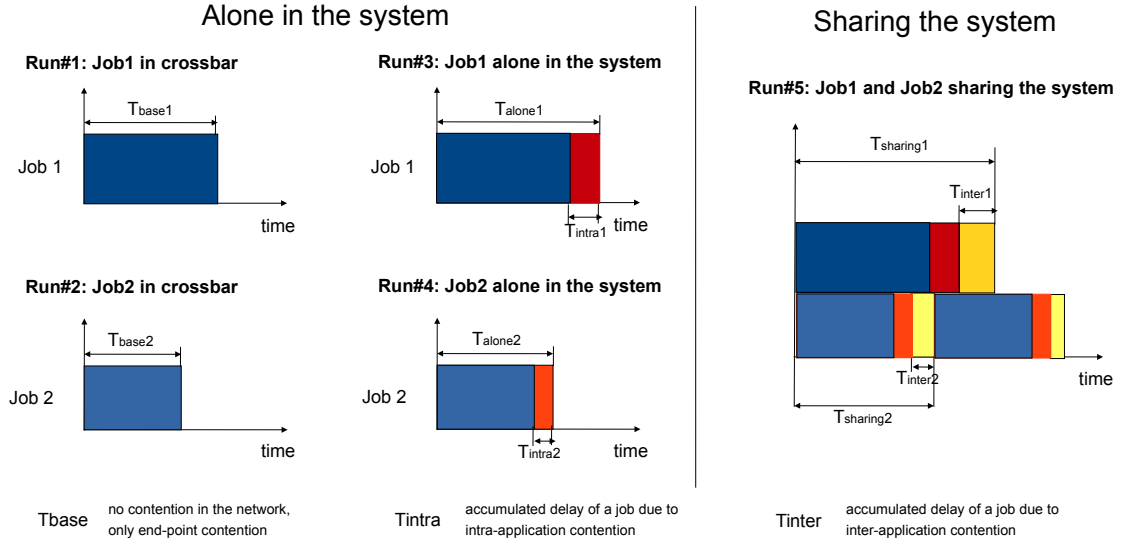 Alone in the system
Sharing the system
Run#1: Job1 in crossbar
Run#3: Job1 alone in the system
Run#5: Job1 and Job2 sharing the system
Tbase1
Job 1
time
Talone1
Job 1
Tintra1
time
Tsharing1
Tinter1
Run#2: Job2 in crossbar
Run#4: Job2 alone in the system
Tbase2
Job 2
time
Talone2
Job 2
Tintra2
time
Tinter2
time
Tsharing2
Tbase
no contention in the network,
only end-point contention
Tintra
accumulated delay of a job due to
intra-application contention
Tinter
accumulated delay of a job due to
inter-application contention